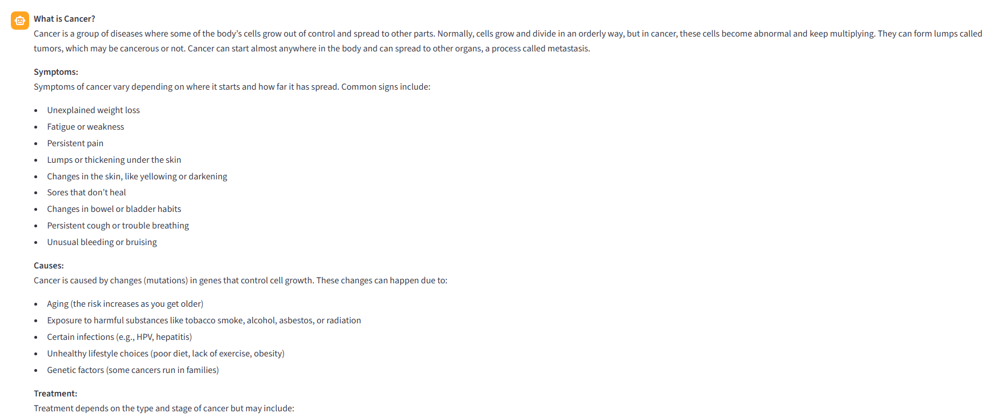 What is Cancer?
Cancer is a group of diseases where some of the body’s cells grow out of control and spread to other parts. Normally, cells grow and divide in an orderly way, but in cancer, these cells become abnormal and keep multiplying. They can form lumps called
tumors, which may be cancerous or not. Cancer can start almost anywhere in the body and can spread to other organs, a process called metastasis.
Symptoms:
Symptoms of cancer vary depending on where it starts and how far it has spread. Common signs include:
• Unexplained weight loss
• Fatigue or weakness
• Persistent pain
• Lumps or thickening under the skin
• Changes in the skin, like yellowing or darkening
• Sores that don’t heal
• Changes in bowel or bladder habits
• Persistent cough or trouble breathing
• Unusual bleeding or bruising
Causes:
Cancer is caused by changes (mutations) in genes that control cell growth. These changes can happen due to:
• Aging (the risk increases as you get older)
• Exposure to harmful substances like tobacco smoke, alcohol, asbestos, or radiation
• Certain infections (e.g., HPV, hepatitis)
• Unhealthy lifestyle choices (poor diet, lack of exercise, obesity)
• Genetic factors (some cancers run in families)
Treatment:
Treatment depends on the type and stage of cancer but may include: